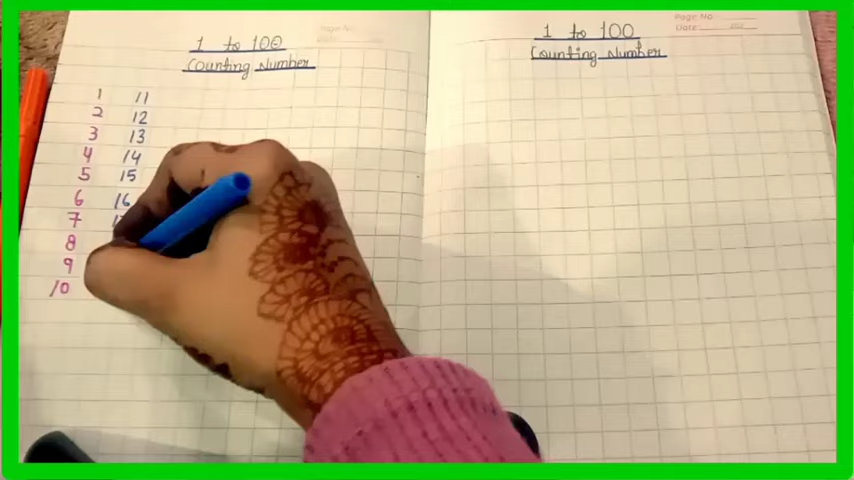 1 to 100
Counting Number
1 11
2 12
3 13
4 14
5 15
6 16
7
8
9
10
Page No
Date
1 to 100
Counting Number